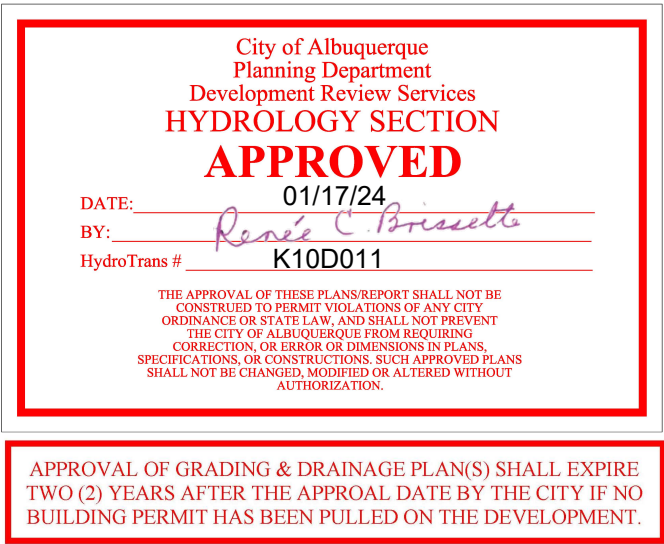 City of Albuquerque
Planning Department
Development Review Services
HYDROLOGY SECTION
APPROVED
DATE: 01/17/24
BY: Renée C. Brissette
HydroTrans # K10D011
THE APPROVAL OF THESE PLANS/REPORT SHALL NOT BE
CONSTRUED TO PERMIT VIOLATIONS OF ANY CITY
ORDINANCE OR STATE LAW, AND SHALL NOT PREVENT
THE CITY OF ALBUQUERQUE FROM REQUIRING
CORRECTION, OR ERROR OR DIMENSIONS IN PLANS,
SPECIFICATIONS, OR CONSTRUCTIONS. SUCH APPROVED PLANS
SHALL NOT BE CHANGED, MODIFIED OR ALTERED WITHOUT
AUTHORIZATION.
APPROVAL OF GRADING & DRAINAGE PLAN(S) SHALL EXPIRE
TWO (2) YEARS AFTER THE APPROAL DATE BY THE CITY IF NO
BUILDING PERMIT HAS BEEN PULLED ON THE DEVELOPMENT.